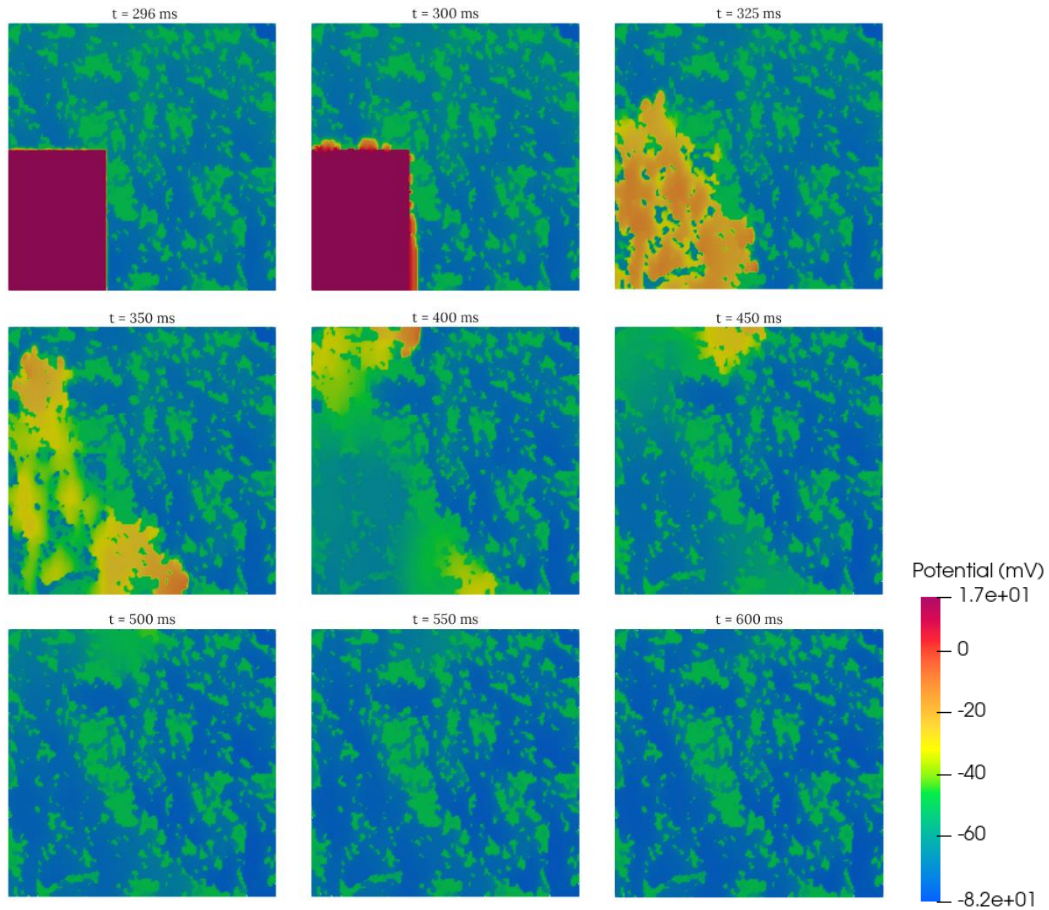 t = 296 ms
t = 300 ms
t = 325 ms
t = 350 ms
t = 400 ms
t = 450 ms
Potential (mV)
1.7e+01
0
-20
-40
-60
-8.2e+01
t = 500 ms
t = 550 ms
t = 600 ms